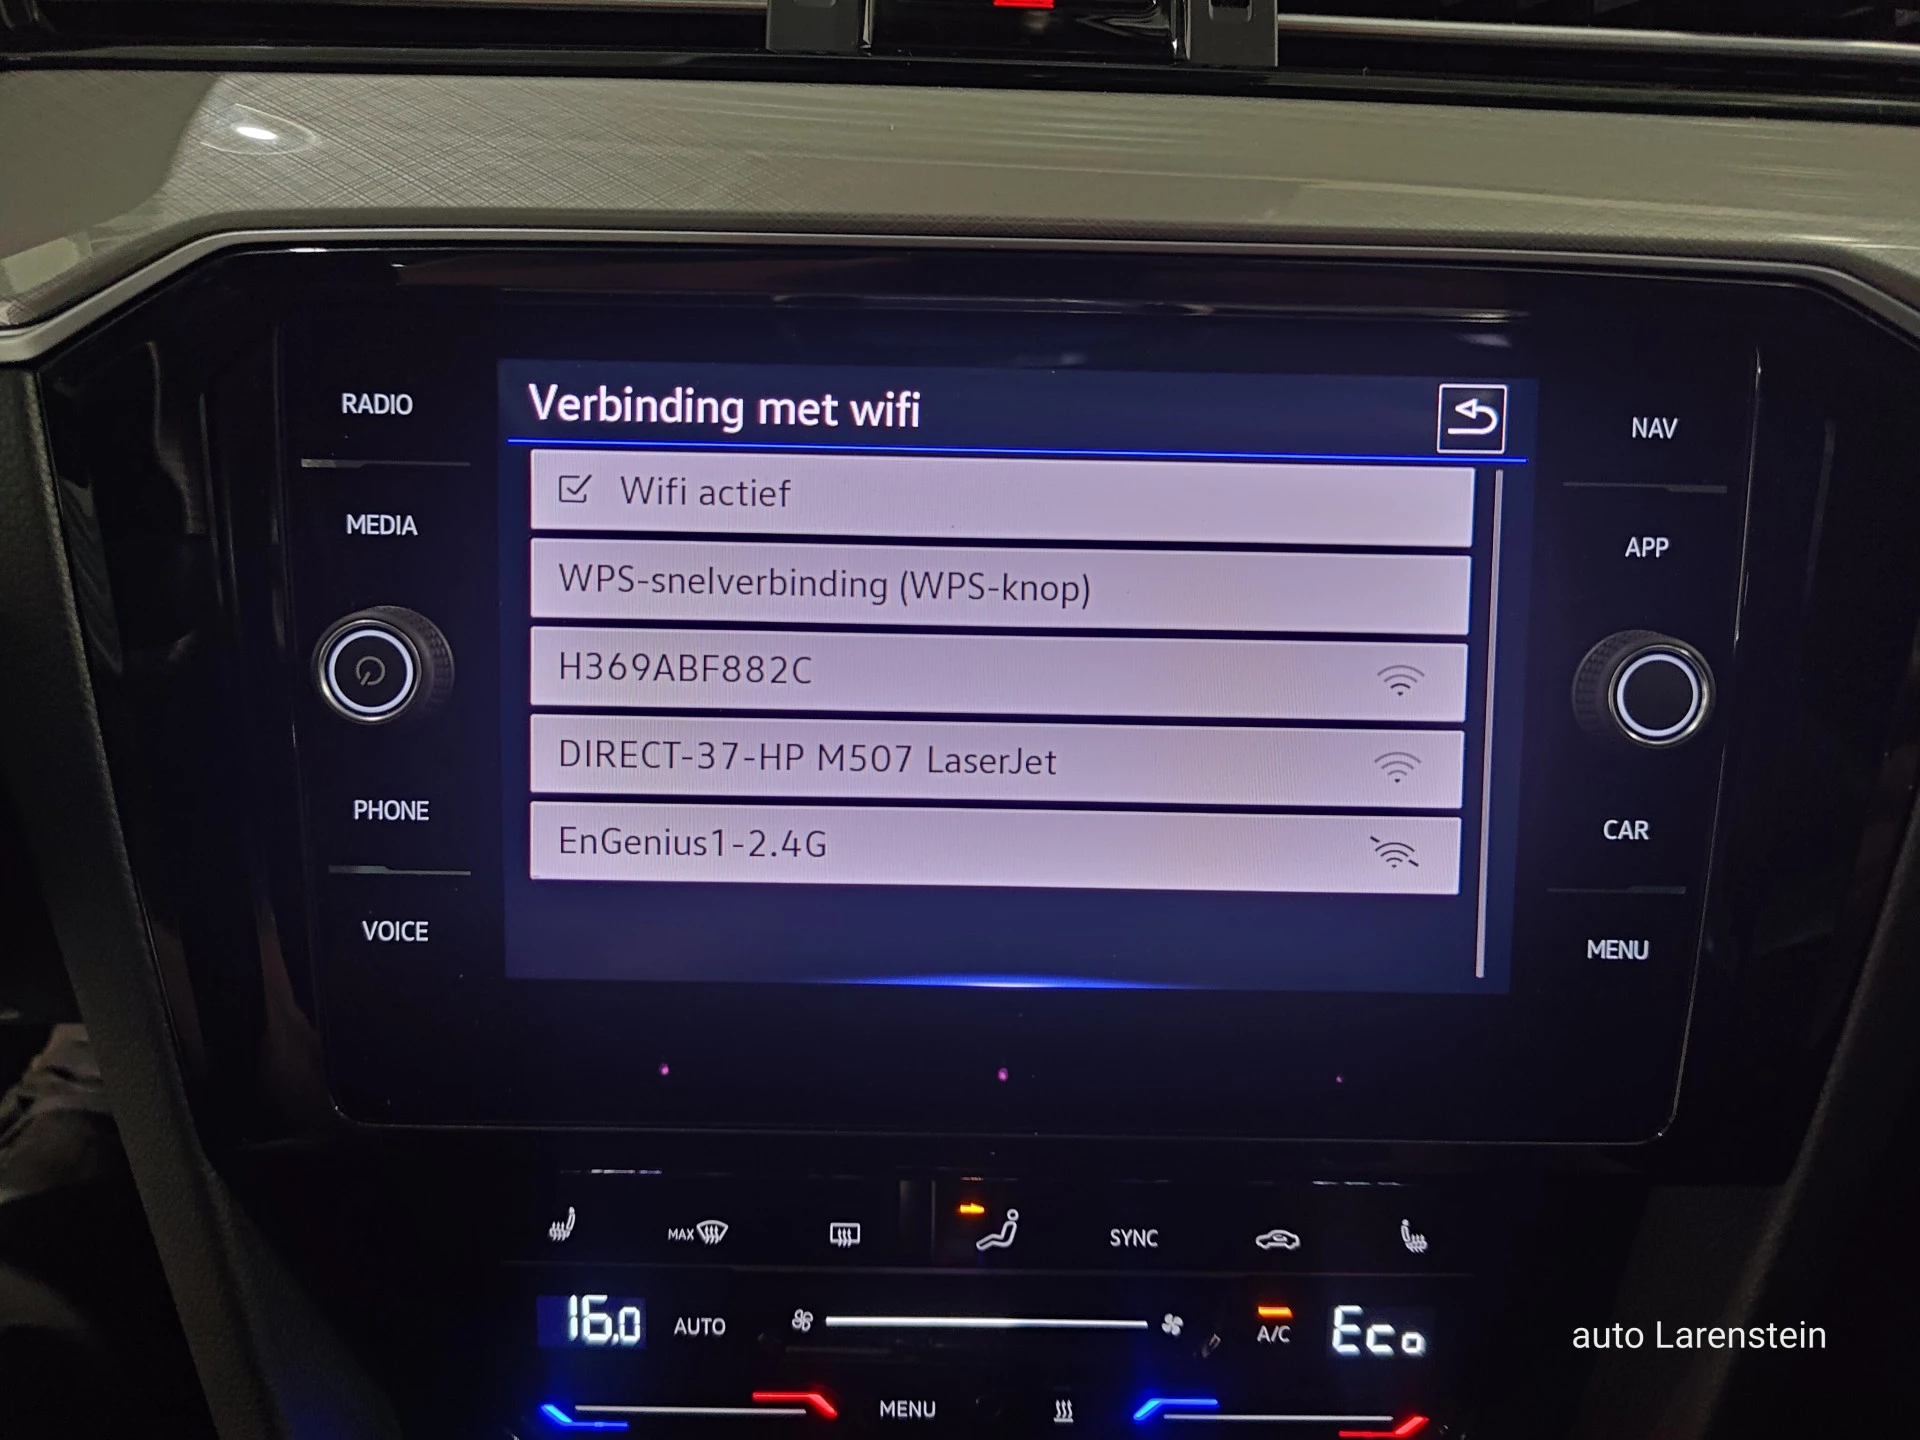 Verbinding met wifi
RADIO
NAV
Wifi actief
MEDIA
APP
WPS-snelverbinding (WPS-knop)
H369ABF882C
DIRECT-37-HP M507 LaserJet
PHONE
EnGenius1-2.4G
CAR
VOICE
MENU
MAX
SYNC
16.0
AUTO
A/C
Eco
auto Larenstein
MENU